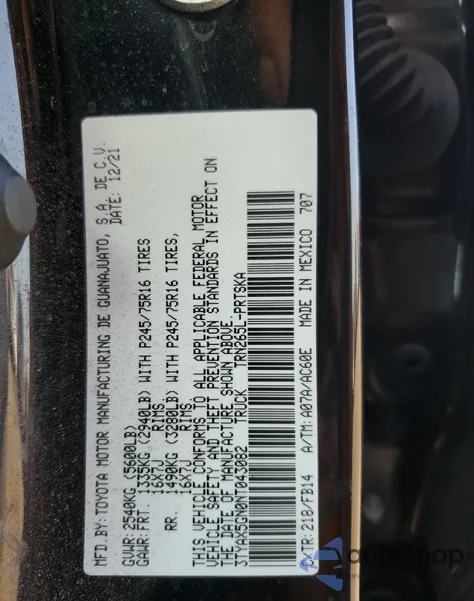 MFD.BY:TOYOTA MOTOR MANUFACTURING DE GUANAJUATO, S.A. DE C.V.
DATE: 12/21
GVWR: 2540KG (5600LB)
GAWR: FRT. 1335KG (2940LB) WITH P245/75R16 TIRES
16X7J RIMS
RR. 1490KG (3280LB) WITH P245/75R16 TIRES,
16X7J RIMS
THIS VEHICLE CONFORMS TO ALL APPLICABLE FEDERAL MOTOR
VEHICLE SAFETY AND THEFT PREVENTION STANDARDS IN EFFECT ON
THE DATE OF MANUFACTURE SHOWN ABOVE.
3TYAX5GN0NT043082 TRUCK TRN265L-PRTSKA
C/TR:218/FB14 A/TM:A07A/AC60E MADE IN MEXICO 707